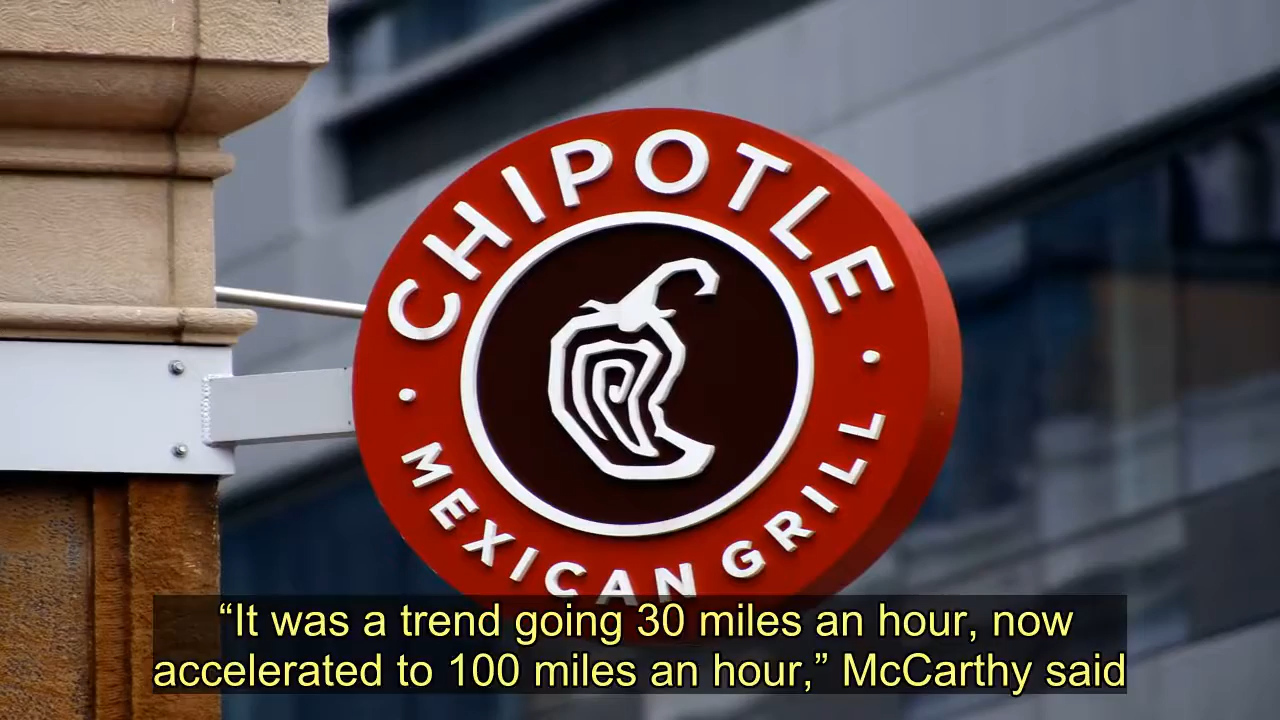 CHIPOTLE
MEXICAN GRILL
“It was a trend going 30 miles an hour, now
accelerated to 100 miles an hour,” McCarthy said